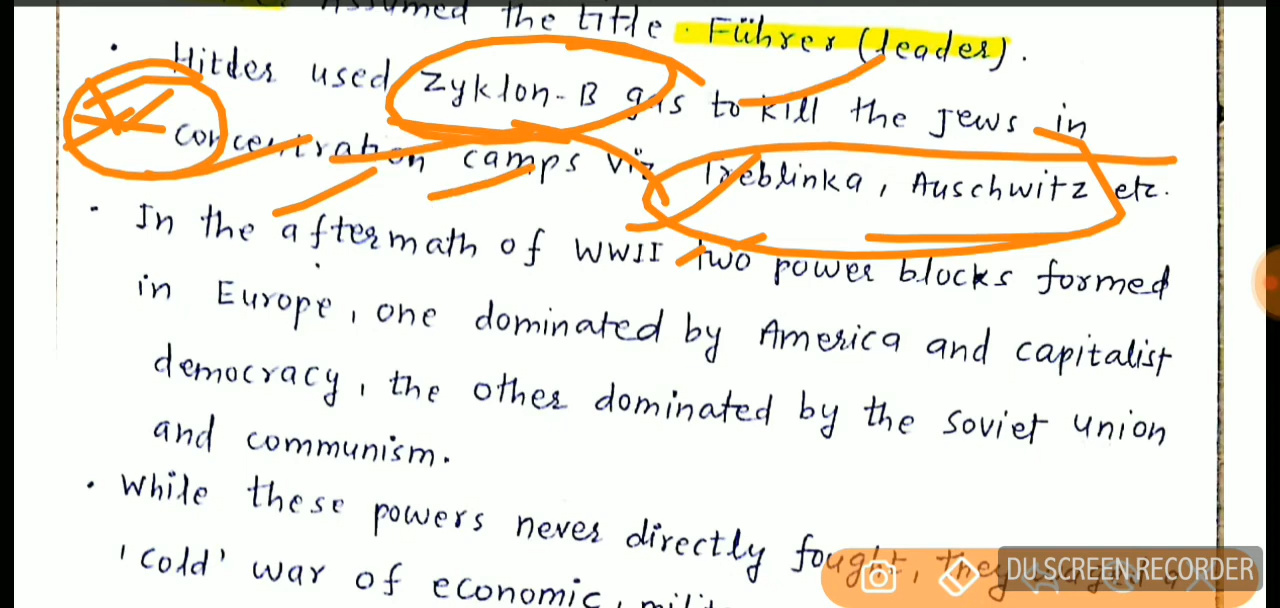 assumed the title. Führer (leader).
• Hitler used Zyklon-B gas to kill the Jews in
concentration camps viz Treblinka, Auschwitz etc.
• In the aftermath of WWII two power blocks formed
in Europe, one dominated by America and capitalist
democracy, the other dominated by the Soviet union
and communism.
• While these powers never directly fought, they
'cold' war of economic,
DU SCREEN RECORDER